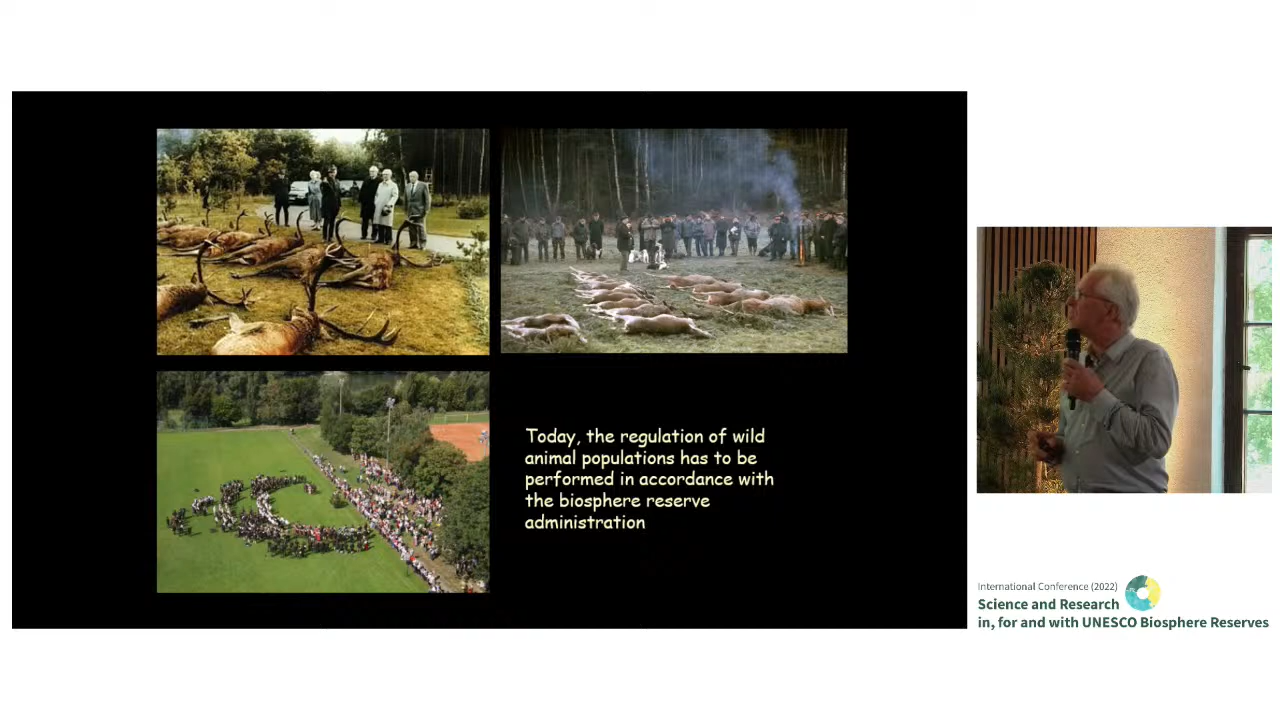 Today, the regulation of wild
animal populations has to be
performed in accordance with
the biosphere reserve
administration
International Conference (2022)
Science and Research
in, for and with UNESCO Biosphere Reserves